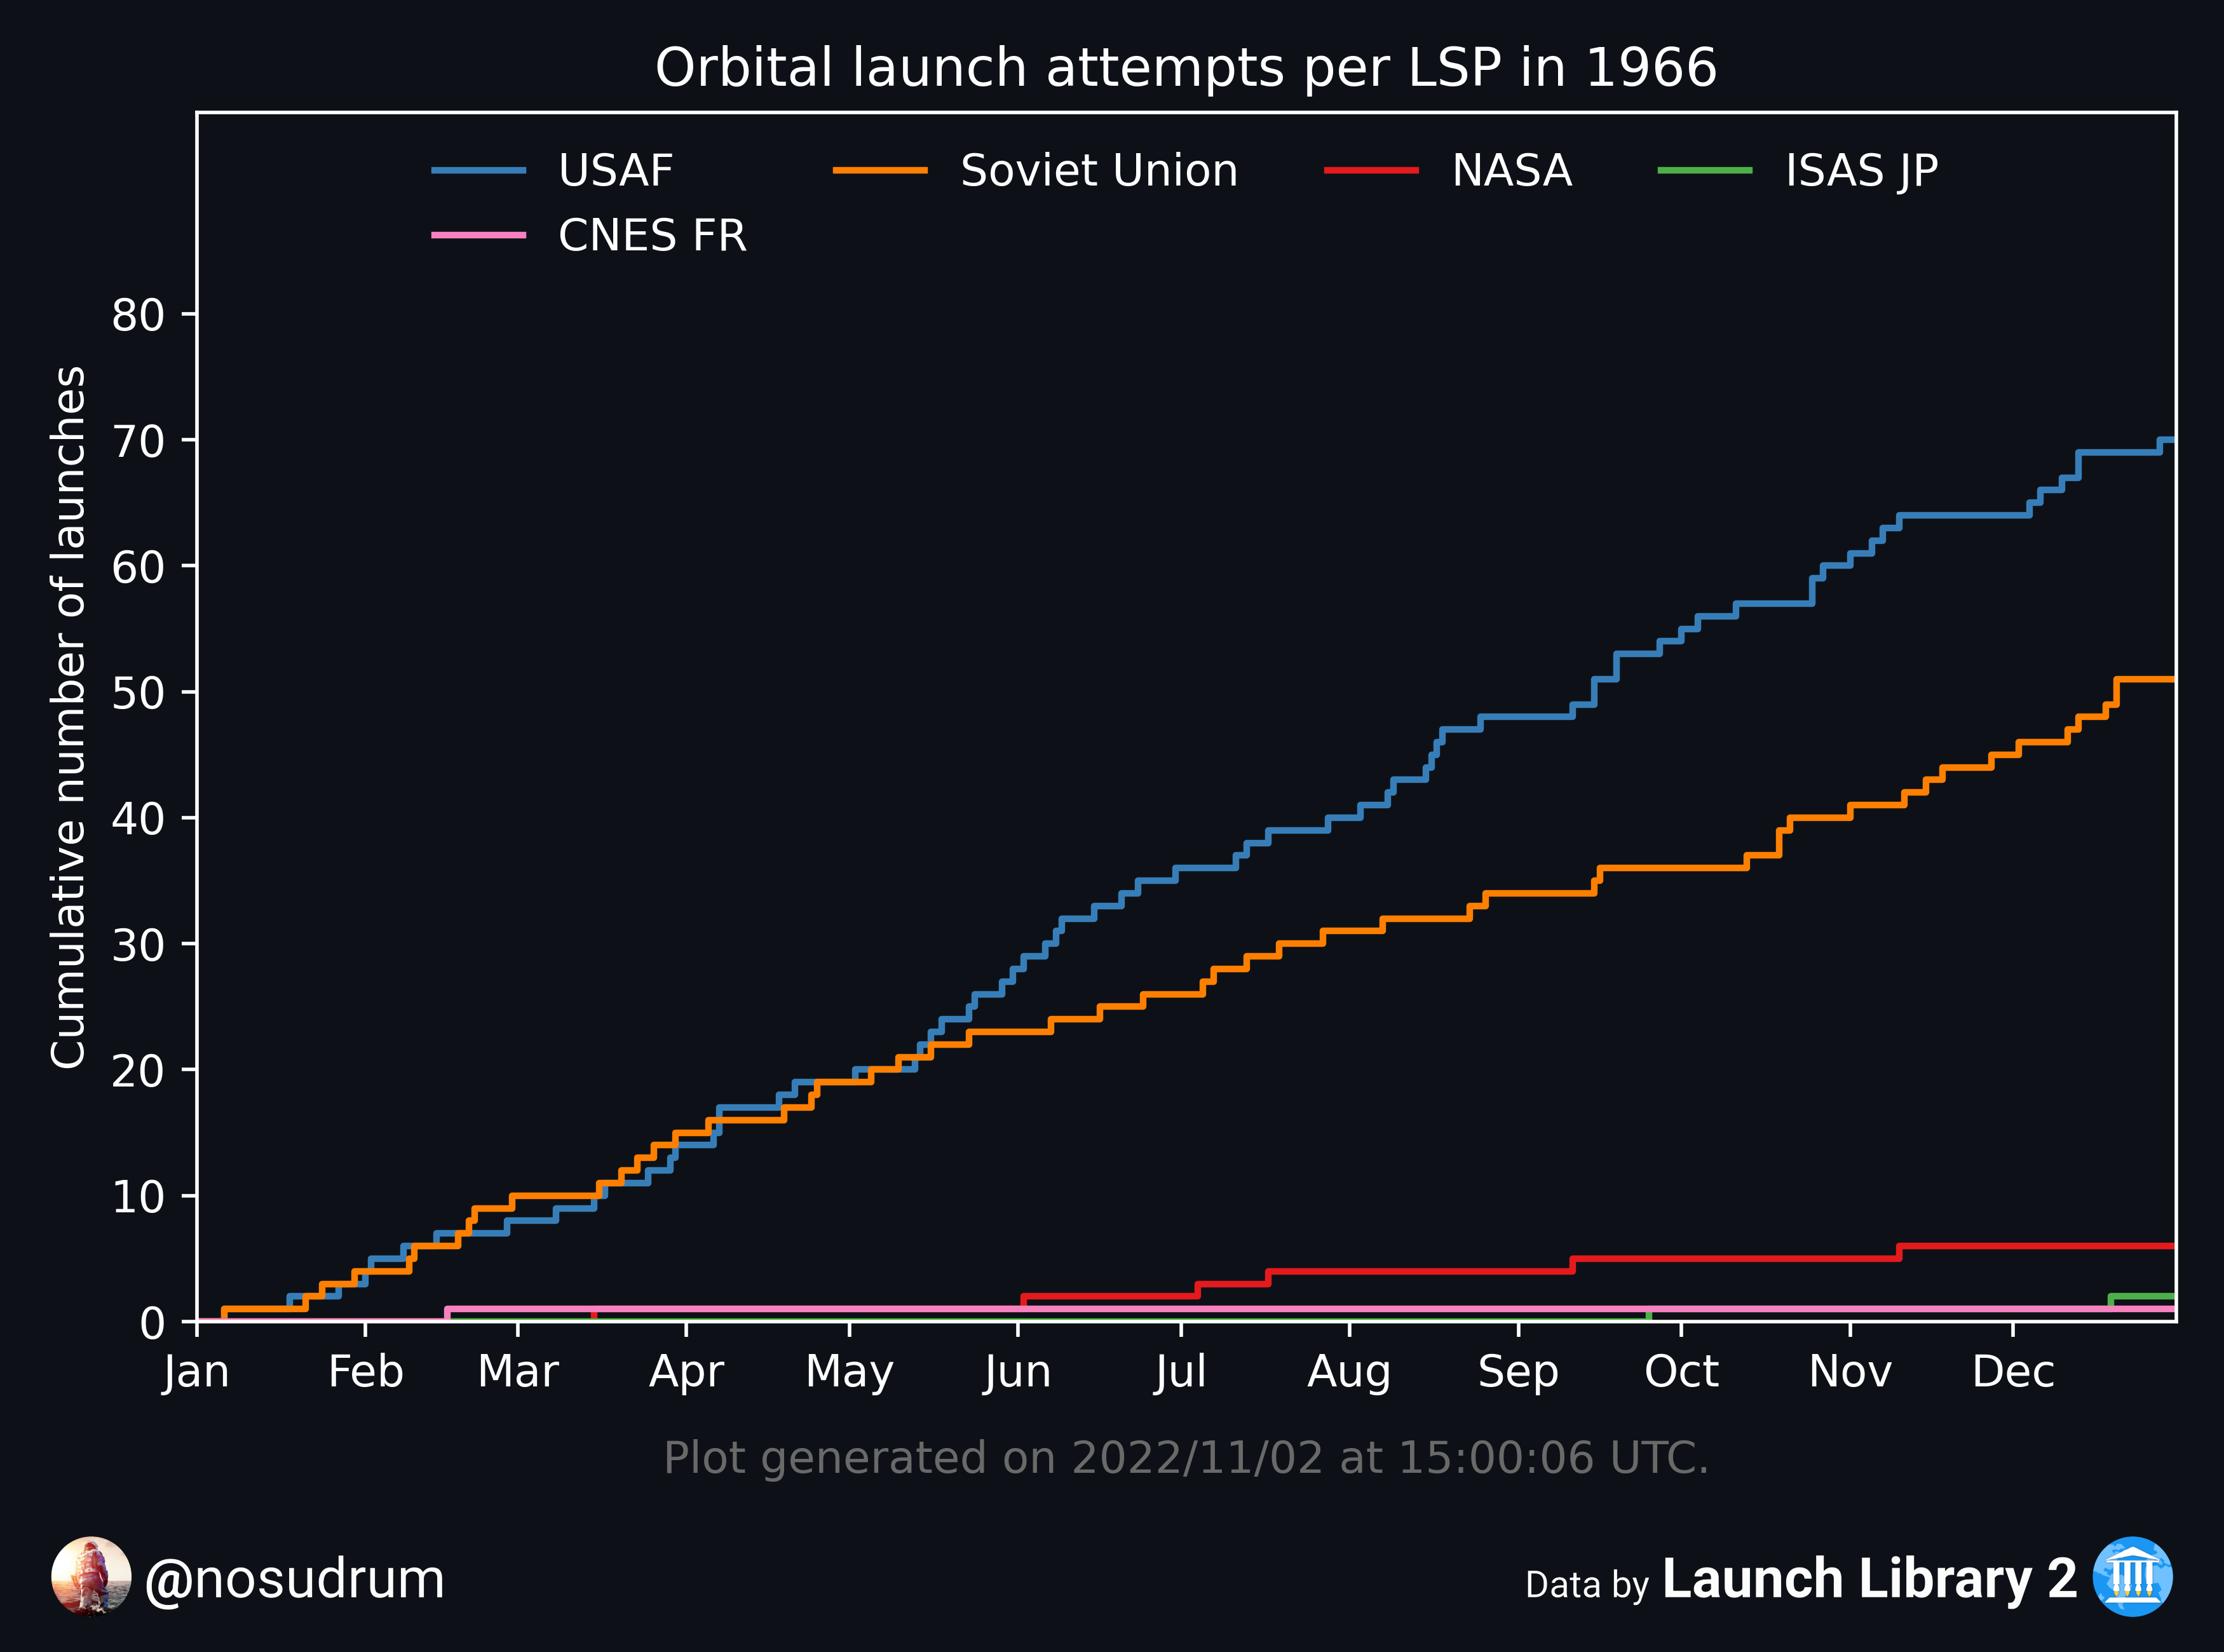 Orbital launch attempts per LSP in 1966
USAF Soviet Union NASA ISAS JP
CNES FR
Cumulative number of launches
80
70
60
50
40
30
20
10
0
Jan Feb Mar Apr May Jun Jul Aug Sep Oct Nov Dec
Plot generated on 2022/11/02 at 15:00:06 UTC.
@nosudrum
Data by Launch Library 2